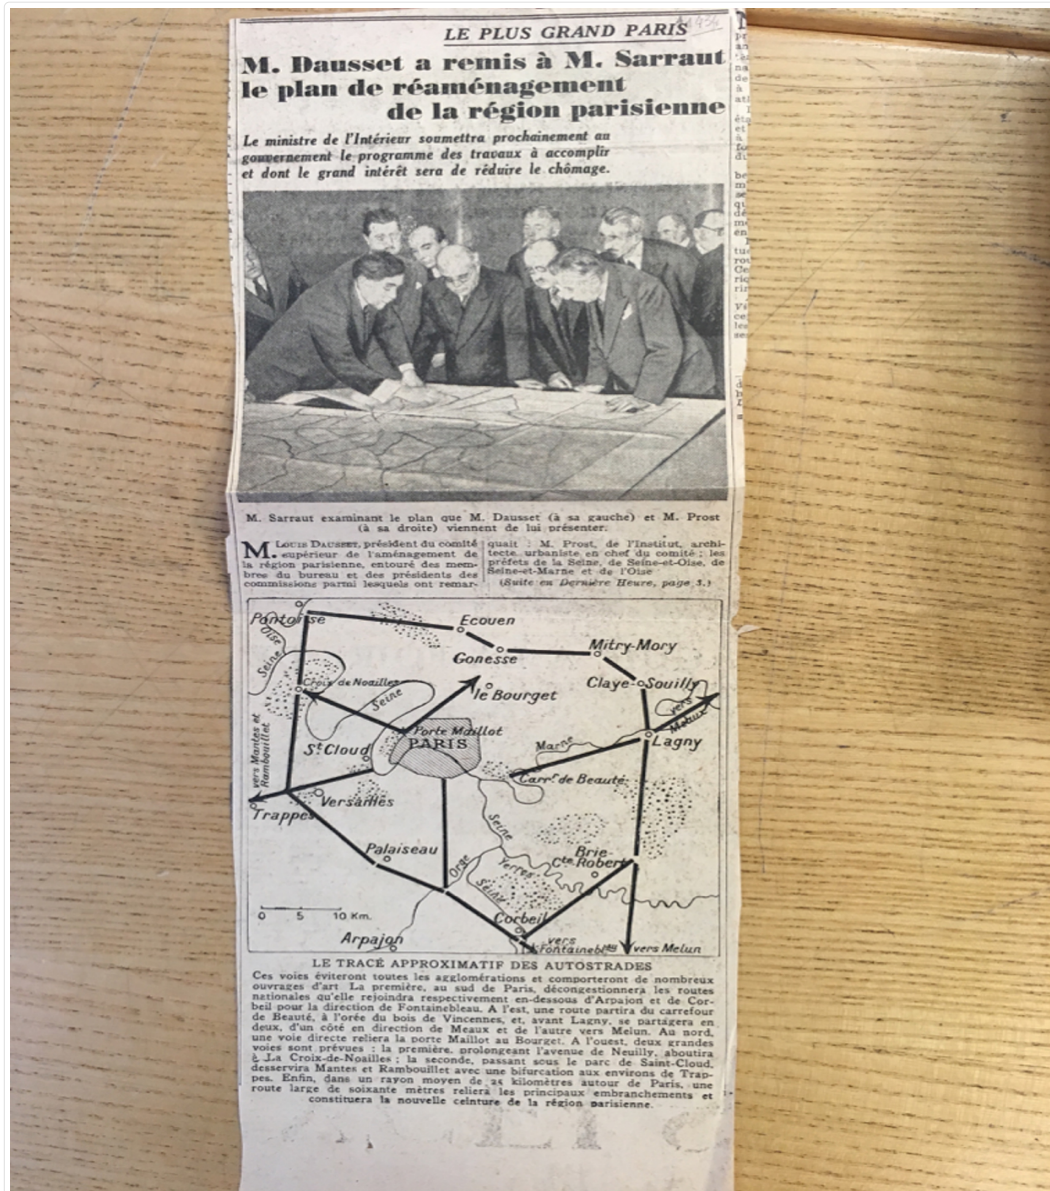 LE PLUS GRAND PARIS
M. Dausset a remis à M. Sarraut
le plan de réaménagement
de la région parisienne
Le ministre de l'Intérieur soumettra prochainement au
gouvernement le programme des travaux à accomplir
et dont le grand intérêt sera de réduire le chômage.
M. Sarraut examinant le plan que M. Dausset (à sa gauche) et M. Prost
(à sa droite) viennent de lui présenter.
M. LOUIS DAUSSET, président du comité
supérieur de l'aménagement de
la région parisienne, entouré des mem-
bres du bureau et des présidents des
commissions parmi lesquels ont remar-
quait : M. Prost, de l'Institut, archi-
tecte urbaniste en chef du comité ; les
préfets de la Seine, de Seine-et-Oise, de
Seine-et-Marne et de l'Oise
(Suite en Dernière Heure, page 3.)
Pontoise
Ecouen
Oise
Seine
Gonesse
Mitry-Mory
Croix de Noailles
Seine
le Bourget
Claye-Souilly
vers Meaux
vers Mantes et
Rambouillet
Porte Maillot
PARIS
St Cloud
Marne
Lagny
Carr. de Beauté
Versailles
Trappes
Seine
Palaiseau
Orge
Yerres
Brie-
Cte Robert
Seine
0 5 10 Km.
Corbeil
Arpajon
vers
Fontainebleau
vers Melun
LE TRACÉ APPROXIMATIF DES AUTOSTRADES
Ces voies éviteront toutes les agglomérations et comporteront de nombreux
ouvrages d'art La première, au sud de Paris, décongestionnera les routes
nationales qu'elle rejoindra respectivement en-dessous d'Arpajon et de Cor-
beil pour la direction de Fontainebleau. A l'est, une route partira du carrefour
de Beauté, à l'orée du bois de Vincennes, et, avant Lagny, se partagera en
deux, d'un côté en direction de Meaux et de l'autre vers Melun. Au nord,
une voie directe reliera la porte Maillot au Bourget. A l'ouest, deux grandes
voies sont prévues : la première, prolongeant l'avenue de Neuilly, aboutira
à La Croix-de-Noailles ; la seconde, passant sous le parc de Saint-Cloud,
desservira Mantes et Rambouillet avec une bifurcation aux environs de Trap-
pes. Enfin, dans un rayon moyen de 25 kilomètres autour de Paris, une
route large de soixante mètres reliera les principaux embranchements et
constituera la nouvelle ceinture de la région parisienne.